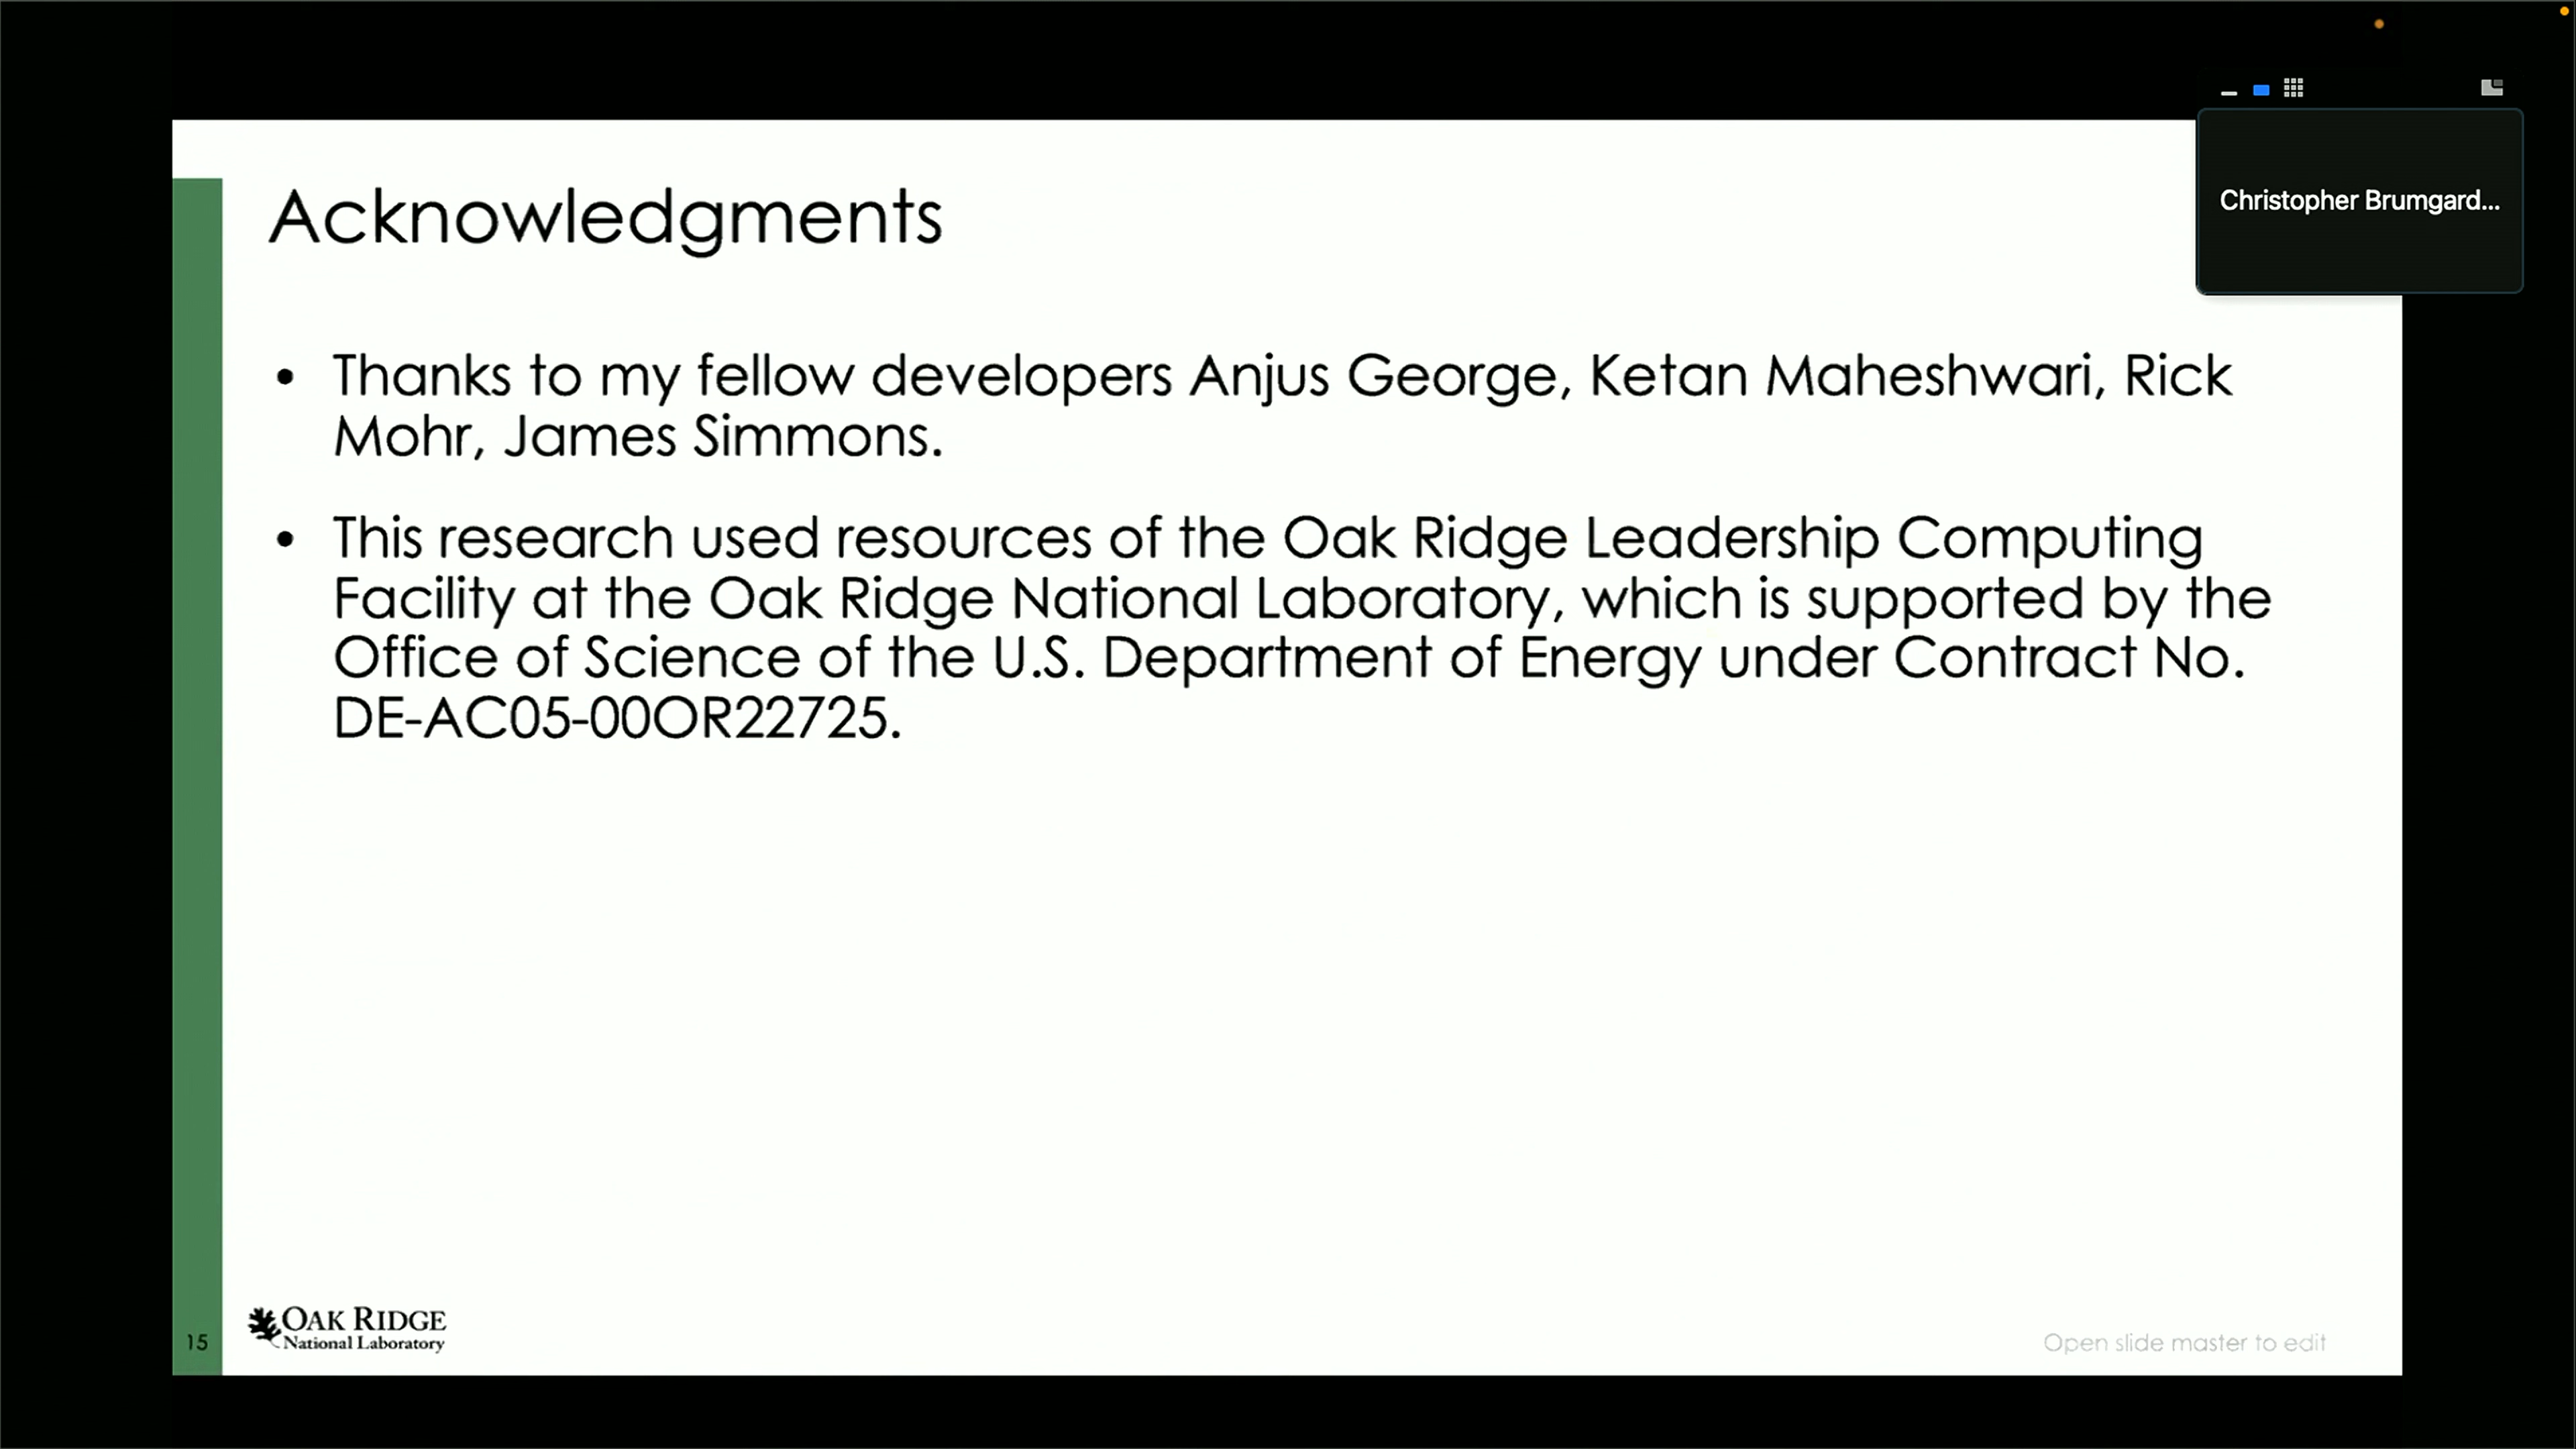 Christopher Brumgard...
Acknowledgments
• Thanks to my fellow developers Anjus George, Ketan Maheshwari, Rick
Mohr, James Simmons.
• This research used resources of the Oak Ridge Leadership Computing
Facility at the Oak Ridge National Laboratory, which is supported by the
Office of Science of the U.S. Department of Energy under Contract No.
DE-AC05-00OR22725.
15
OAK RIDGE
National Laboratory
Open slide master to edit